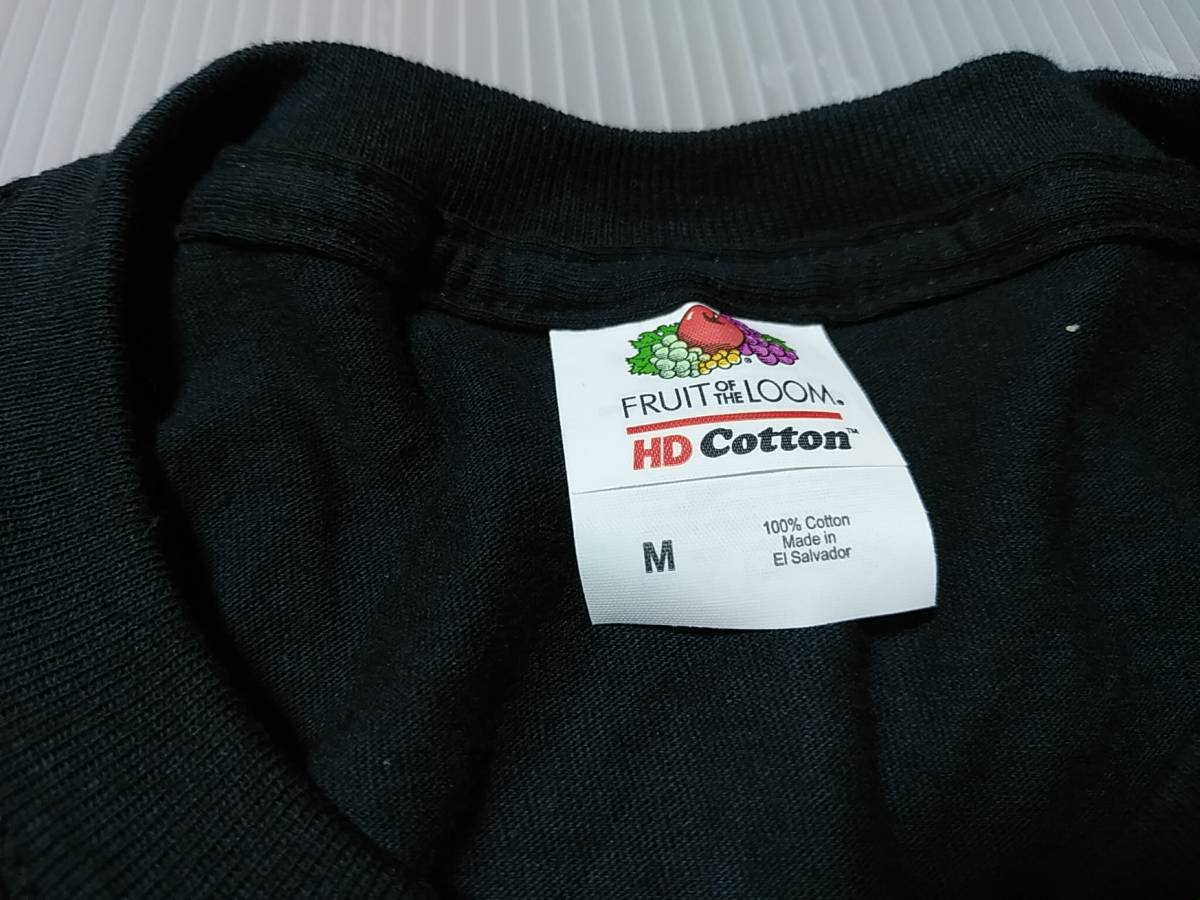 FRUIT OF THE LOOM®
HD Cotton™
M
100% Cotton
Made in
El Salvador